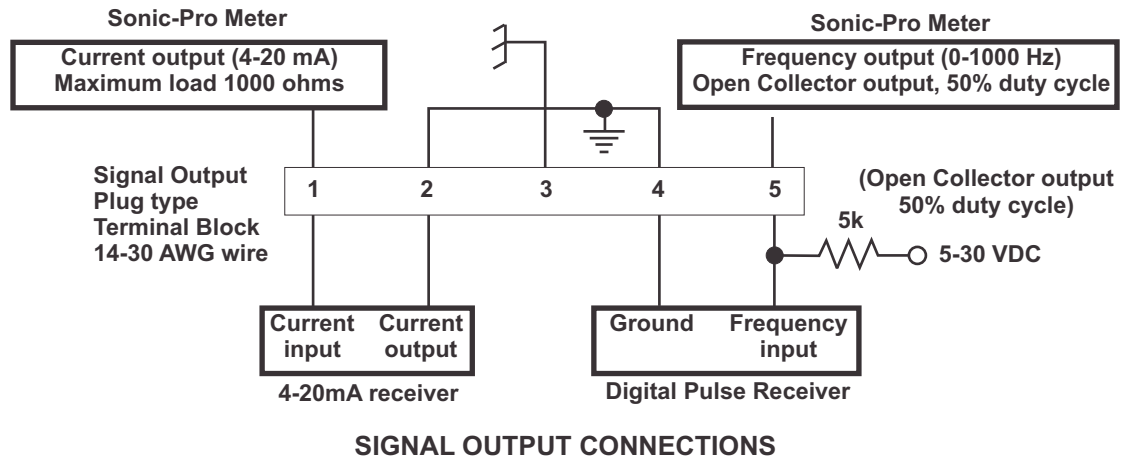 Sonic-Pro Meter
Current output (4-20 mA)
Maximum load 1000 ohms
Sonic-Pro Meter
Frequency output (0-1000 Hz)
Open Collector output, 50% duty cycle
Signal Output
Plug type
Terminal Block
14-30 AWG wire
1 2 3 4 5
(Open Collector output
50% duty cycle)
5k
5-30 VDC
Current input
Current output
4-20mA receiver
Ground
Frequency input
Digital Pulse Receiver
SIGNAL OUTPUT CONNECTIONS